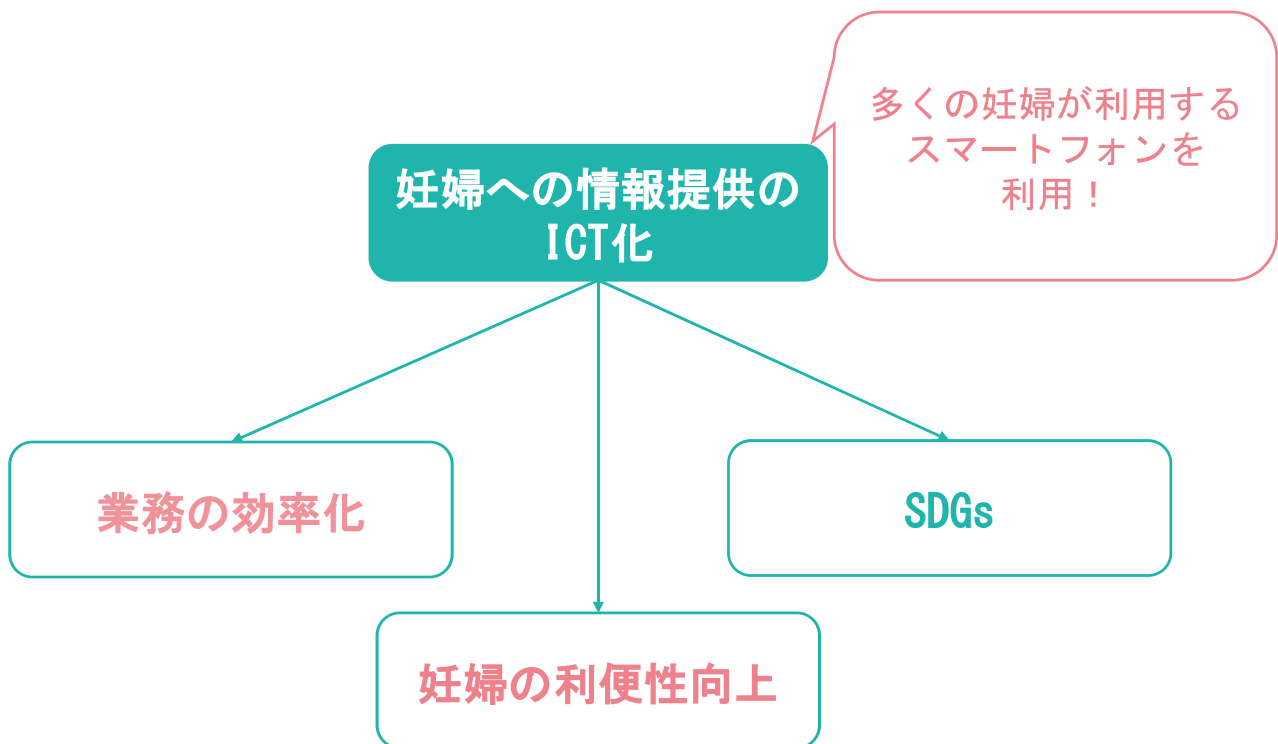 多くの妊婦が利用する
スマートフォンを
利用！
妊婦への情報提供の
ICT化
業務の効率化
SDGs
妊婦の利便性向上